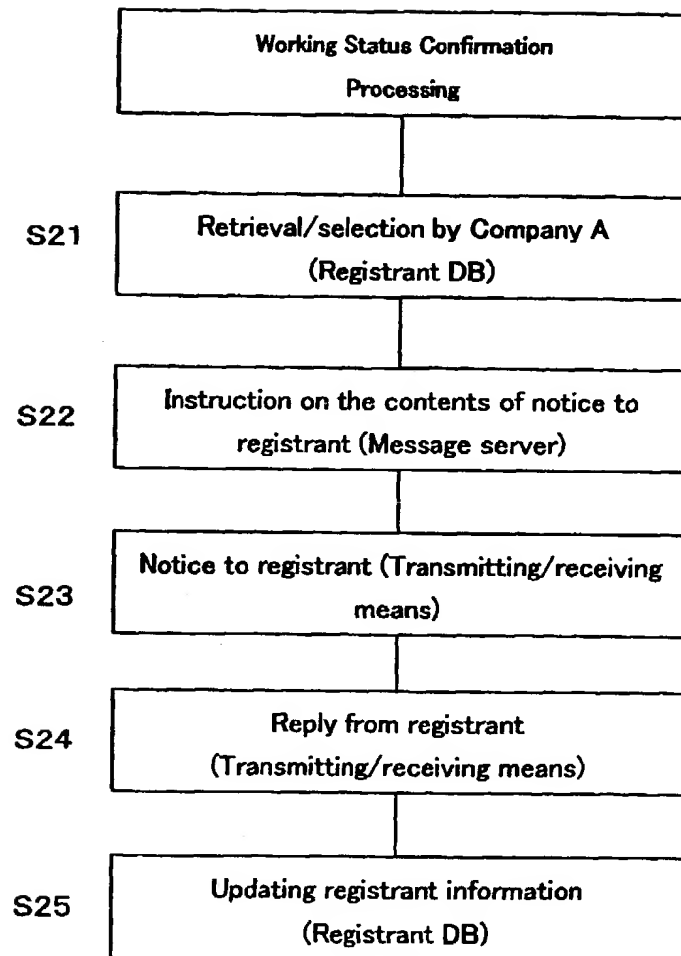 Working Status Confirmation
Processing
S21
Retrieval/selection by Company A
(Registrant DB)
S22
Instruction on the contents of notice to
registrant (Message server)
S23
Notice to registrant (Transmitting/receiving
means)
S24
Reply from registrant
(Transmitting/receiving means)
S25
Updating registrant information
(Registrant DB)